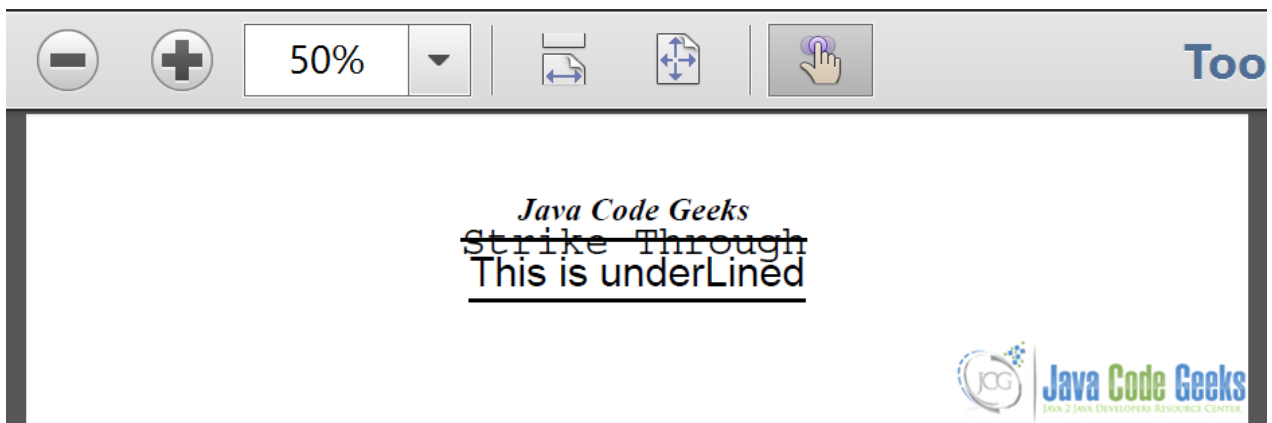 50%
Too
Java Code Geeks
Strike Through
This is underLined
JCG
Java Code Geeks
JAVA 2 JAVA DEVELOPERS RESOURCE CENTER